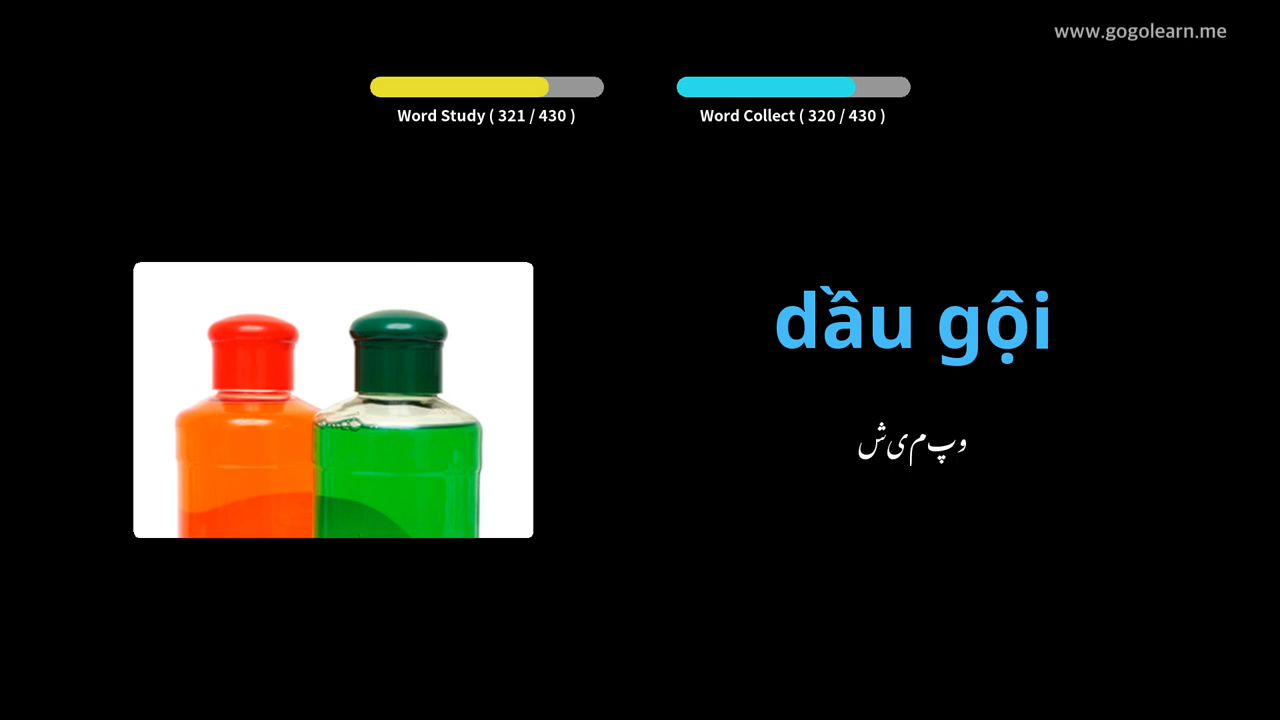 www.gogolearn.me
Word Study ( 321 / 430 )
Word Collect ( 320 / 430 )
dầu gội
شیمپو